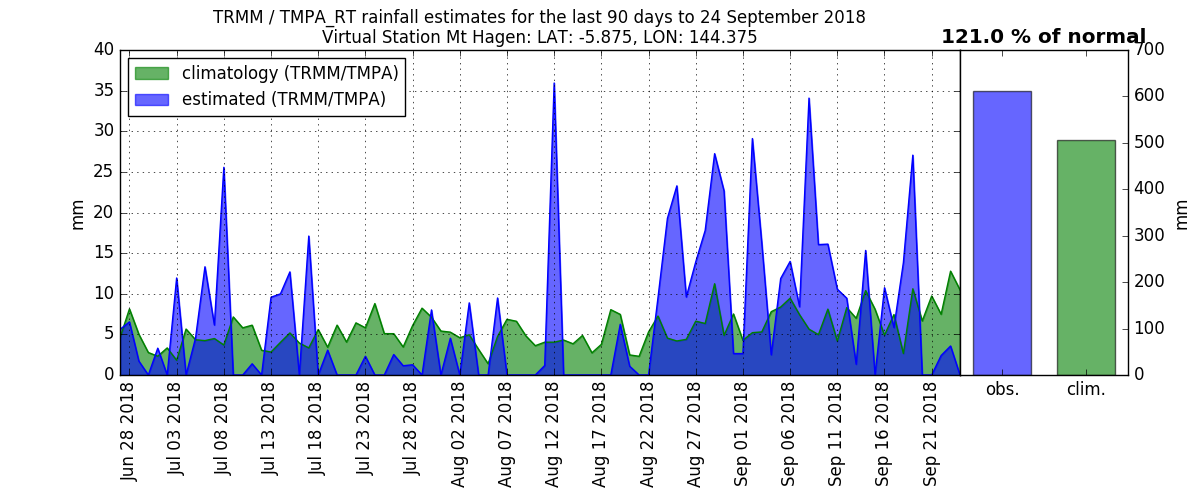 TRMM / TMPA_RT rainfall estimates for the last 90 days to 24 September 2018
Virtual Station Mt Hagen: LAT: -5.875, LON: 144.375
121.0 % of normal
climatology (TRMM/TMPA)
estimated (TRMM/TMPA)
mm
40
35
30
25
20
15
10
5
0
Jun 28 2018
Jul 03 2018
Jul 08 2018
Jul 13 2018
Jul 18 2018
Jul 23 2018
Jul 28 2018
Aug 02 2018
Aug 07 2018
Aug 12 2018
Aug 17 2018
Aug 22 2018
Aug 27 2018
Sep 01 2018
Sep 06 2018
Sep 11 2018
Sep 16 2018
Sep 21 2018
obs.
clim.
700
600
500
400
300
200
100
0
mm